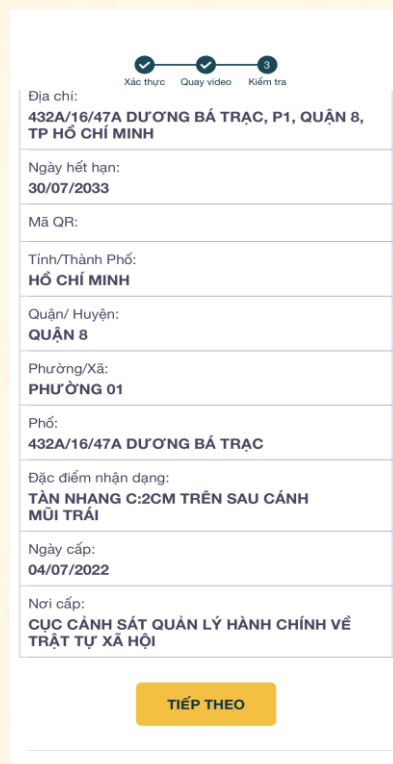 3
Xác thực Quay video Kiểm tra
Địa chỉ:
432A/16/47A DƯƠNG BÁ TRẠC, P1, QUẬN 8,
TP HỒ CHÍ MINH
Ngày hết hạn:
30/07/2033
Mã QR:
Tỉnh/Thành Phố:
HỒ CHÍ MINH
Quận/ Huyện:
QUẬN 8
Phường/Xã:
PHƯỜNG 01
Phố:
432A/16/47A DƯƠNG BÁ TRẠC
Đặc điểm nhận dạng:
TÀN NHANG C:2CM TRÊN SAU CÁNH
MŨI TRÁI
Ngày cấp:
04/07/2022
Nơi cấp:
CỤC CẢNH SÁT QUẢN LÝ HÀNH CHÍNH VỀ
TRẬT TỰ XÃ HỘI
TIẾP THEO